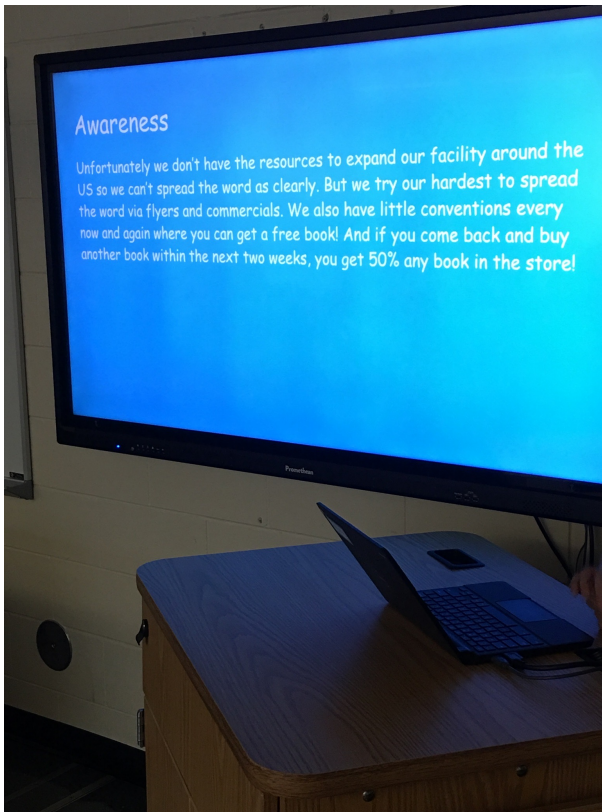 Awareness
Unfortunately we don't have the resources to expand our facility around the
US so we can't spread the word as clearly. But we try our hardest to spread
the word via flyers and commercials. We also have little conventions every
now and again where you can get a free book! And if you come back and buy
another book within the next two weeks, you get 50% any book in the store!
Promethean